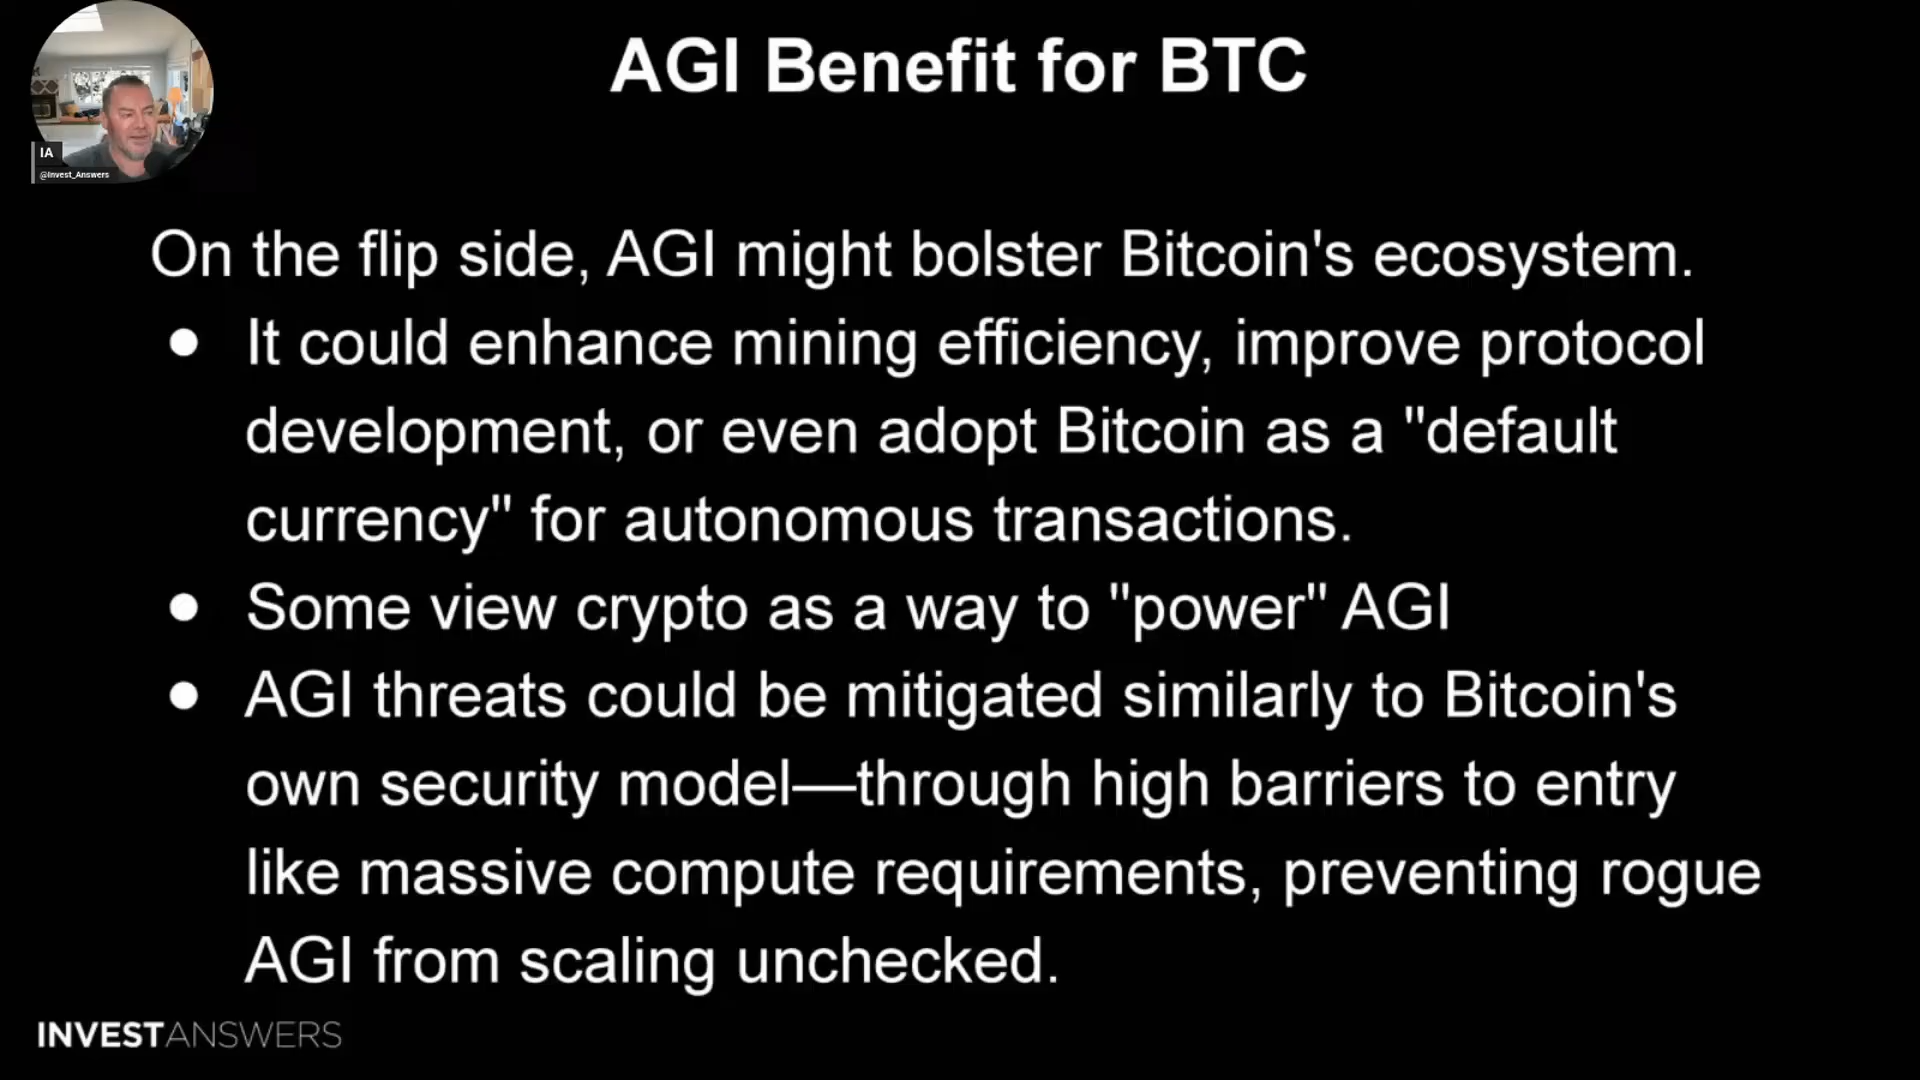 AGI Benefit for BTC
IA
@Invest_Answers
On the flip side, AGI might bolster Bitcoin's ecosystem.
● It could enhance mining efficiency, improve protocol
development, or even adopt Bitcoin as a "default
currency" for autonomous transactions.
● Some view crypto as a way to "power" AGI
● AGI threats could be mitigated similarly to Bitcoin's
own security model—through high barriers to entry
like massive compute requirements, preventing rogue
AGI from scaling unchecked.
INVESTANSWERS